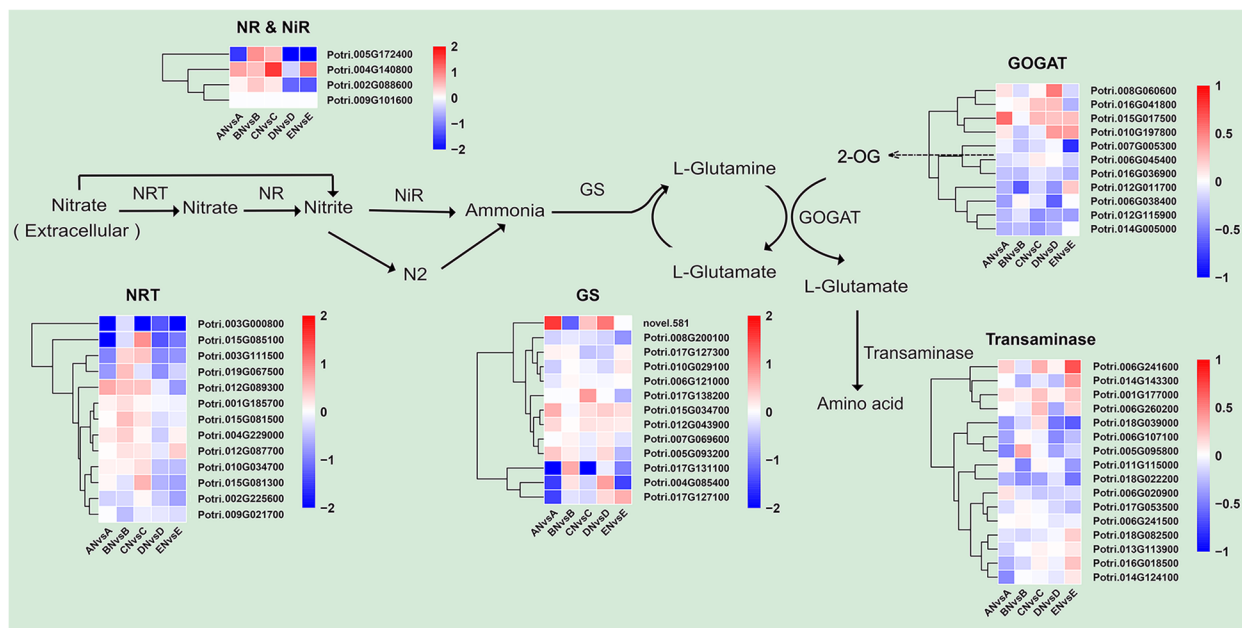 NR & NiR
Potri.005G172400
Potri.004G140800
Potri.002G088600
Potri.009G101600
2
1
0
−1
−2
ANvsA
BNvsB
CNvsC
DNvsD
ENvsE
GOGAT
Potri.008G060600
Potri.016G041800
Potri.015G017500
Potri.010G197800
Potri.007G005300
Potri.006G045400
Potri.016G036900
Potri.012G011700
Potri.006G038400
Potri.012G115900
Potri.014G005000
1
0.5
0
−0.5
−1
ANvsA
BNvsB
CNvsC
DNvsD
ENvsE
Nitrate
( Extracellular )
NRT
Nitrate
NR
Nitrite
NiR
Ammonia
N2
GS
L-Glutamine
L-Glutamate
2-OG
GOGAT
L-Glutamate
Transaminase
Amino acid
NRT
Potri.003G000800
Potri.015G085100
Potri.003G111500
Potri.019G067500
Potri.012G089300
Potri.001G185700
Potri.015G081500
Potri.004G229000
Potri.012G087700
Potri.010G034700
Potri.015G081300
Potri.002G225600
Potri.009G021700
2
1
0
−1
−2
ANvsA
BNvsB
CNvsC
DNvsD
ENvsE
GS
novel.581
Potri.008G200100
Potri.017G127300
Potri.010G029100
Potri.006G121000
Potri.017G138200
Potri.015G034700
Potri.012G043900
Potri.007G069600
Potri.005G093200
Potri.017G131100
Potri.004G085400
Potri.017G127100
2
1
0
−1
−2
ANvsA
BNvsB
CNvsC
DNvsD
ENvsE
Transaminase
Potri.006G241600
Potri.014G143300
Potri.001G177000
Potri.006G260200
Potri.018G039000
Potri.006G107100
Potri.005G095800
Potri.011G115000
Potri.018G022200
Potri.006G020900
Potri.017G053500
Potri.006G241500
Potri.018G082500
Potri.013G113900
Potri.016G018500
Potri.014G124100
1
0.5
0
−0.5
−1
ANvsA
BNvsB
CNvsC
DNvsD
ENvsE